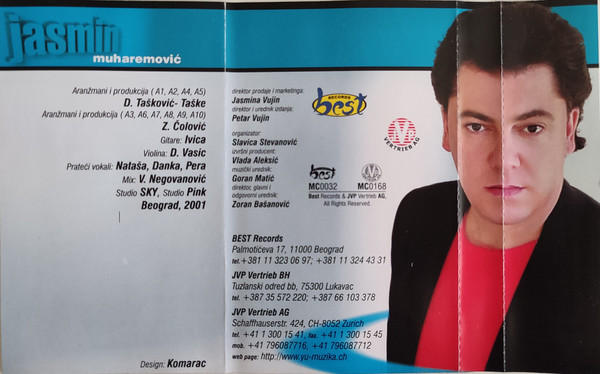 jasmin
muharemović
Aranžmani i produkcija ( A1, A2, A4, A5)
D. Tašković- Taške
Aranžmani i produkcija ( A3, A6, A7, A8, A9, A10)
Z. Čolović
Gitare: Ivica
Violina: D. Vasic
Prateći vokali: Nataša, Danka, Pera
Mix: V. Negovanović
Studio SKY, Studio Pink
Beograd, 2001
Design: Komarac
direktor prodaje i marketinga:
Jasmina Vujin
direktor i urednik izdanja:
Petar Vujin
organizator:
Slavica Stevanović
izvršni producent:
Vlada Aleksić
muzički urednik:
Goran Matić
direktor, glavni i
odgovorni urednik:
Zoran Bašanović
RECORDS
best
VERTRIEB AG
best
MC0032 MC0168
Best Records & JVP Vertrieb AG,
All Rights Reserved.
BEST Records
Palmotićeva 17, 11000 Beograd
tel. +381 11 323 06 97; +381 11 324 43 31
JVP Vertrieb BH
Tuzlanski odred bb, 75300 Lukavac
tel. +387 35 572 220; +387 66 103 378
JVP Vertrieb AG
Schaffhauserstr. 424, CH-8052 Zurich
tel. +41 1 300 15 41, fax. +41 1 300 15 45
mob. +41 796087716, +41 796087712
web page: http://www.yu-muzika.ch